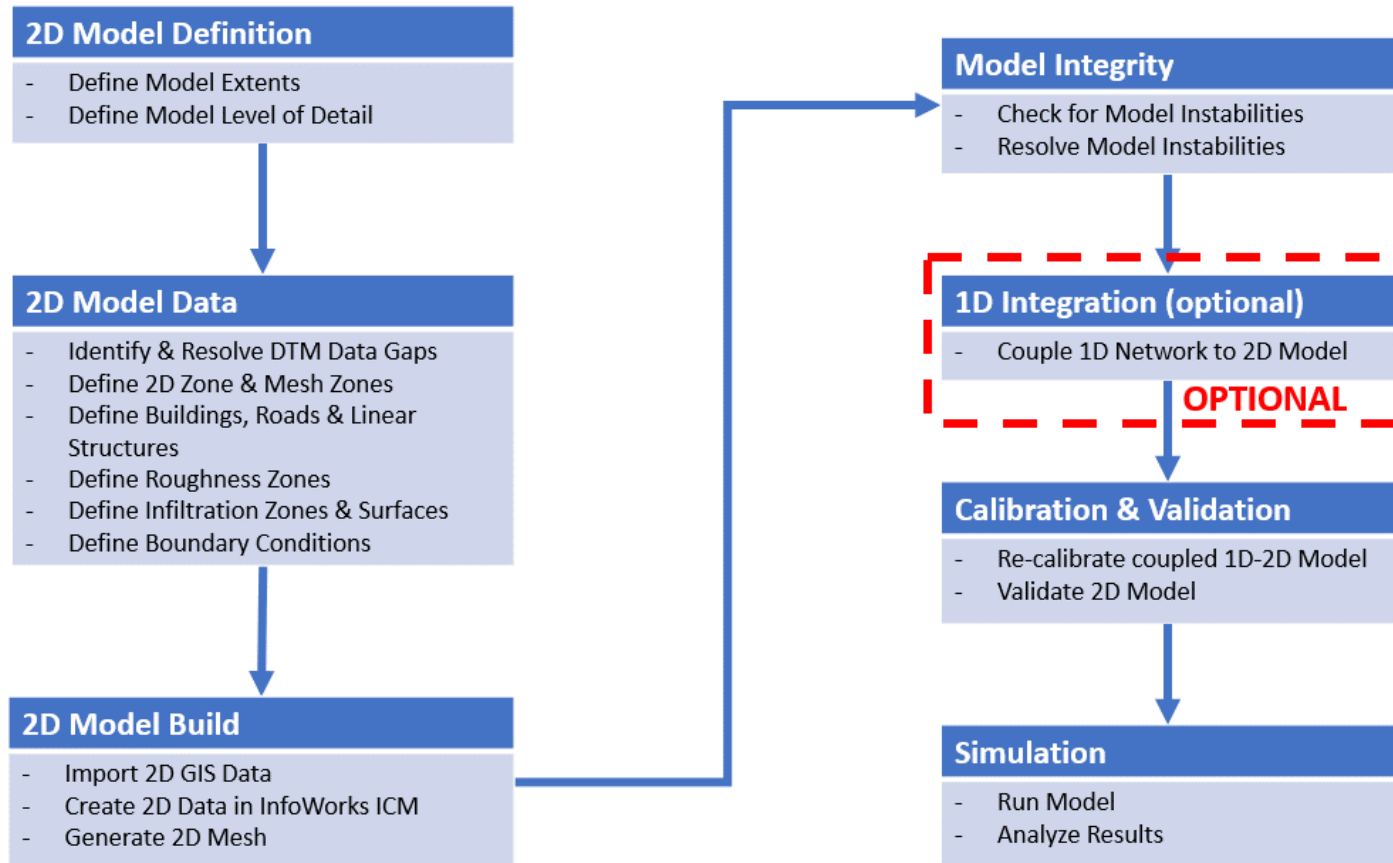 2D Model Definition
- Define Model Extents
- Define Model Level of Detail
2D Model Data
- Identify & Resolve DTM Data Gaps
- Define 2D Zone & Mesh Zones
- Define Buildings, Roads & Linear
Structures
- Define Roughness Zones
- Define Infiltration Zones & Surfaces
- Define Boundary Conditions
2D Model Build
- Import 2D GIS Data
- Create 2D Data in InfoWorks ICM
- Generate 2D Mesh
Model Integrity
- Check for Model Instabilities
- Resolve Model Instabilities
1D Integration (optional)
- Couple 1D Network to 2D Model
OPTIONAL
Calibration & Validation
- Re-calibrate coupled 1D-2D Model
- Validate 2D Model
Simulation
- Run Model
- Analyze Results